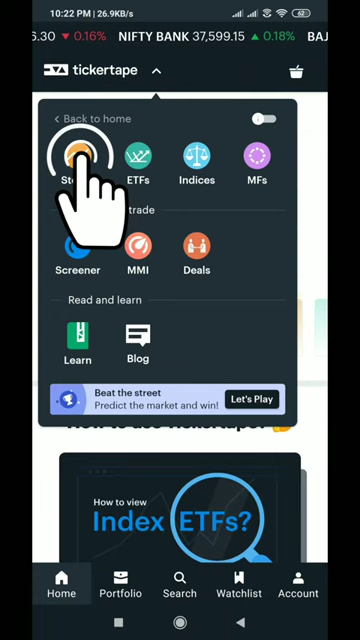 10:22 PM | 26.9KB/s
62
6.30 ▼ 0.16% NIFTY BANK 37,599.15 ▲ 0.18% BAJ
tickertape
Back to home
ETFs
Indices
MFs
trade
Screener
MMI
Deals
Read and learn
Learn
Blog
Beat the street
Predict the market and win!
Let's Play
How to view
Index ETFs?
Home
Portfolio
Search
Watchlist
Account